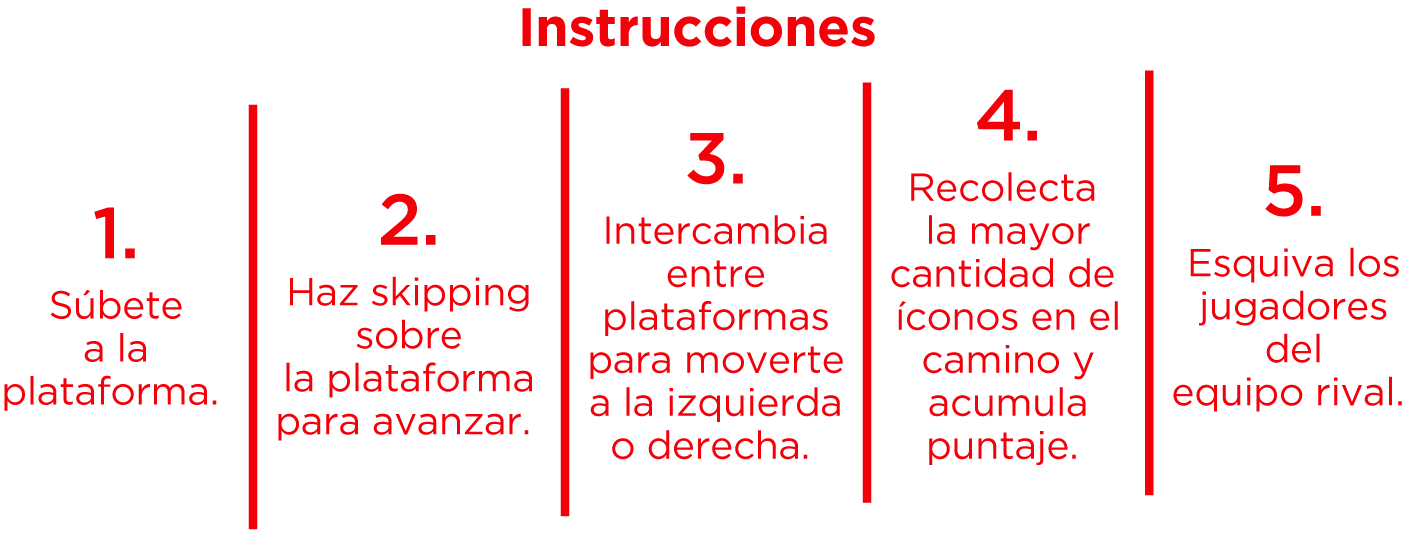 Instrucciones
1.
Súbete
a la
plataforma.
2.
Haz skipping
sobre
la plataforma
para avanzar.
3.
Intercambia
entre
plataformas
para moverte
a la izquierda
o derecha.
4.
Recolecta
la mayor
cantidad de
íconos en el
camino y
acumula
puntaje.
5.
Esquiva los
jugadores
del
equipo rival.